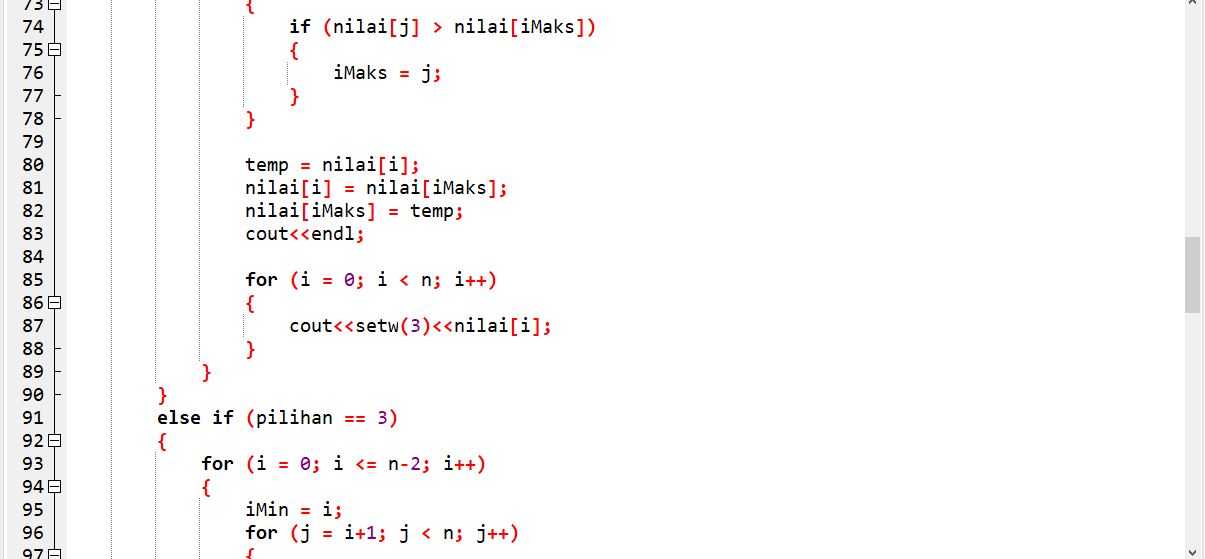 73 {
74 if (nilai[j] > nilai[iMaks])
75 {
76 iMaks = j;
77 }
78 }
79
80 temp = nilai[i];
81 nilai[i] = nilai[iMaks];
82 nilai[iMaks] = temp;
83 cout<<endl;
84
85 for (i = 0; i < n; i++)
86 {
87 cout<<setw(3)<<nilai[i];
88 }
89 }
90 }
91 else if (pilihan == 3)
92 {
93 for (i = 0; i <= n-2; i++)
94 {
95 iMin = i;
96 for (j = i+1; j < n; j++)
97 {